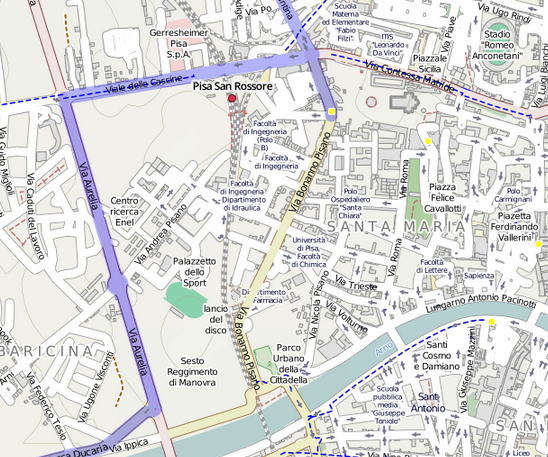 Via Ugo Rindi
Via Po
Scuola
Materna
ed Elementare
"Fabio
Filzi"
Via Piave
Gerresheimer
Pisa
S.p.A.
ITIS
"Leonardo
Da Vinci"
Stadio
"Romeo
Anconetani"
Piazzale
Sicilia
Via Luigi Bianchi
Via Contessa Matilde
Viale delle Cascine
Pisa San Rossore
Via Guido Miglioli
Facoltà
di Ingegneria
(Polo
B)
Facoltà
di Ingegneria
Via Bonanno Pisano
Via Aurelia
Via Caduti del Lavoro
Facoltà
di Ingegneria
Dipartimento
di Idraulica
Polo
Ospedaliero
"Santa
Chiara"
Via Roma
Piazza
Felice
Cavallotti
Polo
Carmignani
Centro
ricerca
Enel
Via Andrea Pisano
SANTA MARIA
Piazzetta
Ferdinando
Vallerini
Università
di Pisa,
Facoltà
di Chimica
Via Roma
Facoltà
di Lettere
Sapienza
Palazzetto
dello
Sport
Via Trieste
Dipartimento
Farmacia
Via Nicola Pisano
Lungarno Antonio Pacinotti
lancio
del
disco
Via Bonanno Pisano
Via Volturno
Via Aurelia
Arno
Santi
Cosmo
e Damiano
Via Giuseppe Mazzini
BARICINA
Sesto
Reggimento
di Manovra
Parco
Urbano
della
Cittadella
Via Ugo Visconti
Via Federigo Tesio
Scuola
pubblica
media
"Giuseppe
Toniolo"
Sant'
Antonio
SAN
Via Ippica
Liceo